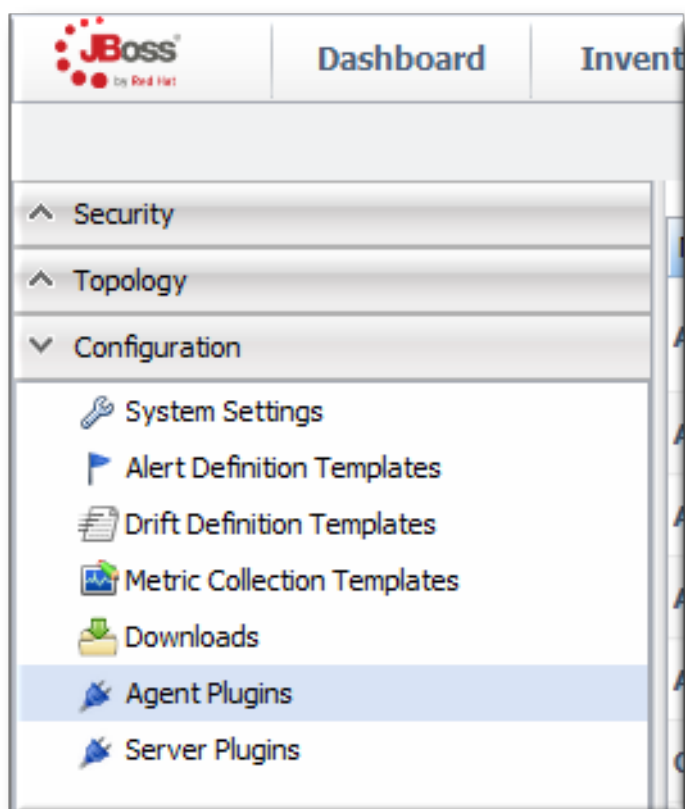 JBoss
by Red Hat
Dashboard
Invent
Security
Topology
Configuration
System Settings
Alert Definition Templates
Drift Definition Templates
Metric Collection Templates
Downloads
Agent Plugins
Server Plugins